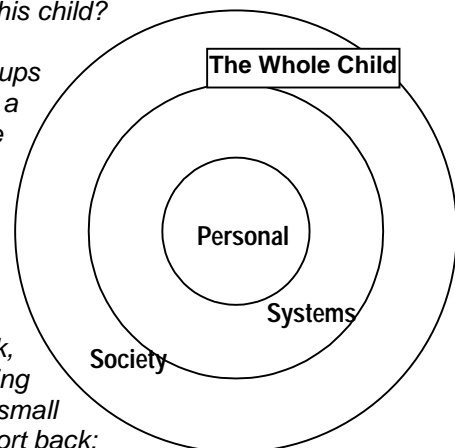 his child?
ups
a
The Whole Child
Personal
Systems
Society
ing
small
ort back: